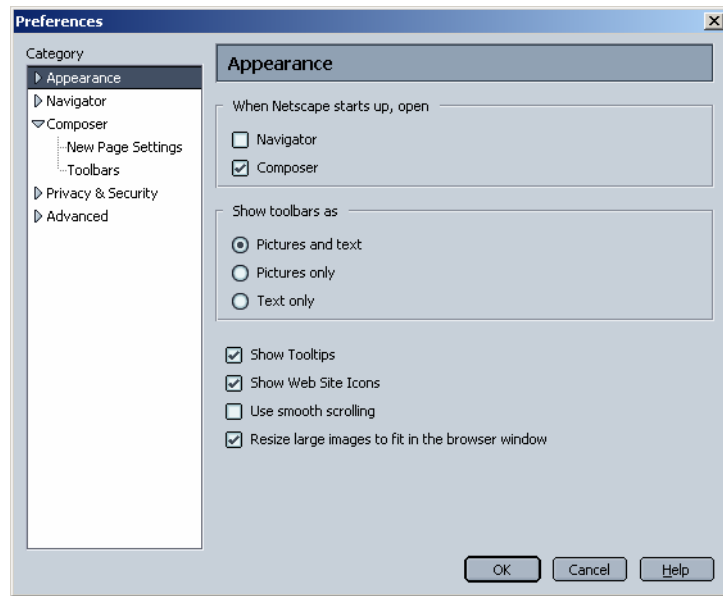 Preferences
Category
Appearance
Navigator
Composer
New Page Settings
Toolbars
Privacy & Security
Advanced
Appearance
When Netscape starts up, open
Navigator
Composer
Show toolbars as
Pictures and text
Pictures only
Text only
Show Tooltips
Show Web Site Icons
Use smooth scrolling
Resize large images to fit in the browser window
OK Cancel Help